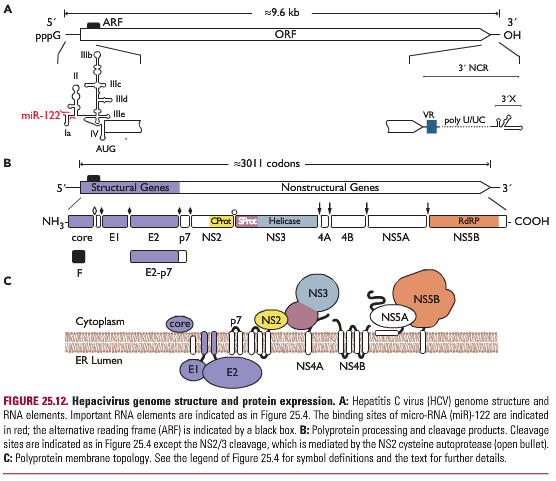 A
≈9.6 kb
5′
ARF
3′
pppG
ORF
OH
IIIb
3′ NCR
II
IIIc
IIId
3′X
miR-122
IIIe
VR
poly U/UC
Ia
IV
AUG
B
≈3011 codons
5′
Structural Genes
Nonstructural Genes
3′
NH3
CProt
SProt
Helicase
RdRP
COOH
core
E1
E2
p7
NS2
NS3
4A
4B
NS5A
NS5B
F
E2-p7
C
NS3
NS5B
Cytoplasm
core
p7
NS2
NS5A
ER Lumen
E1
E2
NS4A
NS4B
FIGURE 25.12. Hepacivirus genome structure and protein expression. A: Hepatitis C virus (HCV) genome structure and
RNA elements. Important RNA elements are indicated as in Figure 25.4. The binding sites of micro-RNA (miR)-122 are indicated
in red; the alternative reading frame (ARF) is indicated by a black box. B: Polyprotein processing and cleavage products. Cleavage
sites are indicated as in Figure 25.4 except the NS2/3 cleavage, which is mediated by the NS2 cysteine autoprotease (open bullet).
C: Polyprotein membrane topology. See the legend of Figure 25.4 for symbol definitions and the text for further details.